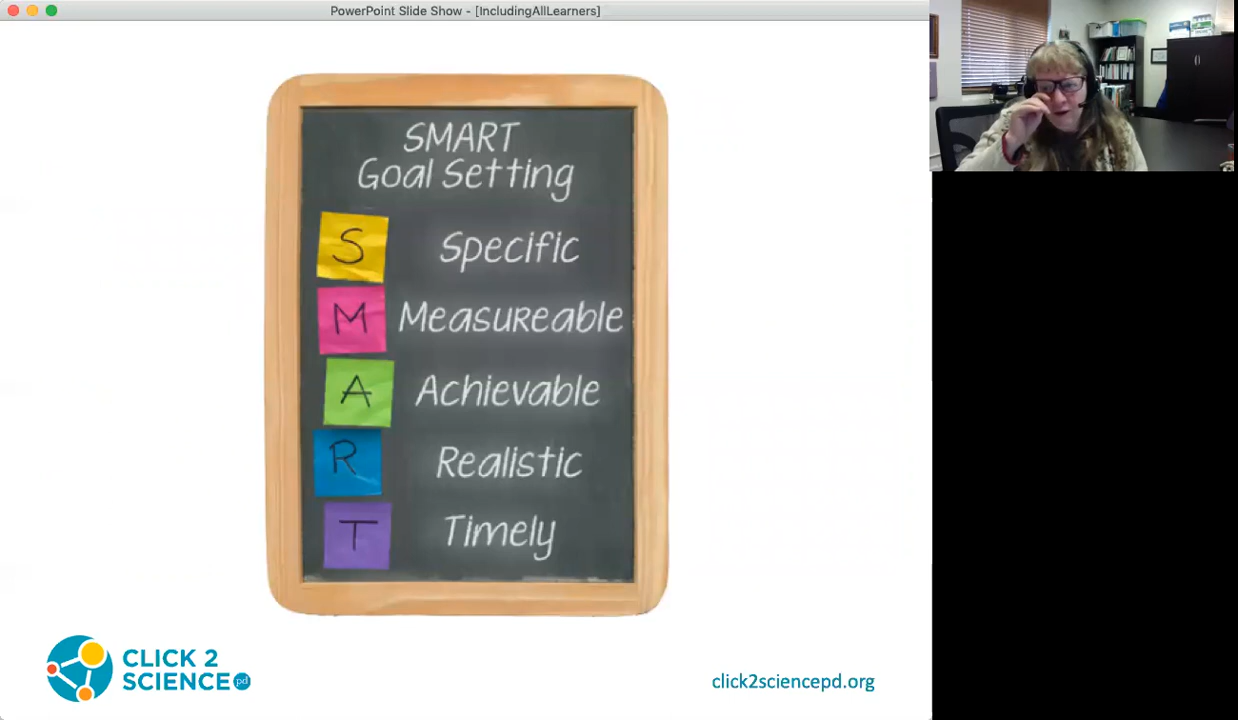 PowerPoint Slide Show - [IncludingAllLearners]
SMART
Goal Setting
S Specific
M Measureable
A Achievable
R Realistic
T Timely
CLICK 2
SCIENCE pd
click2sciencepd.org